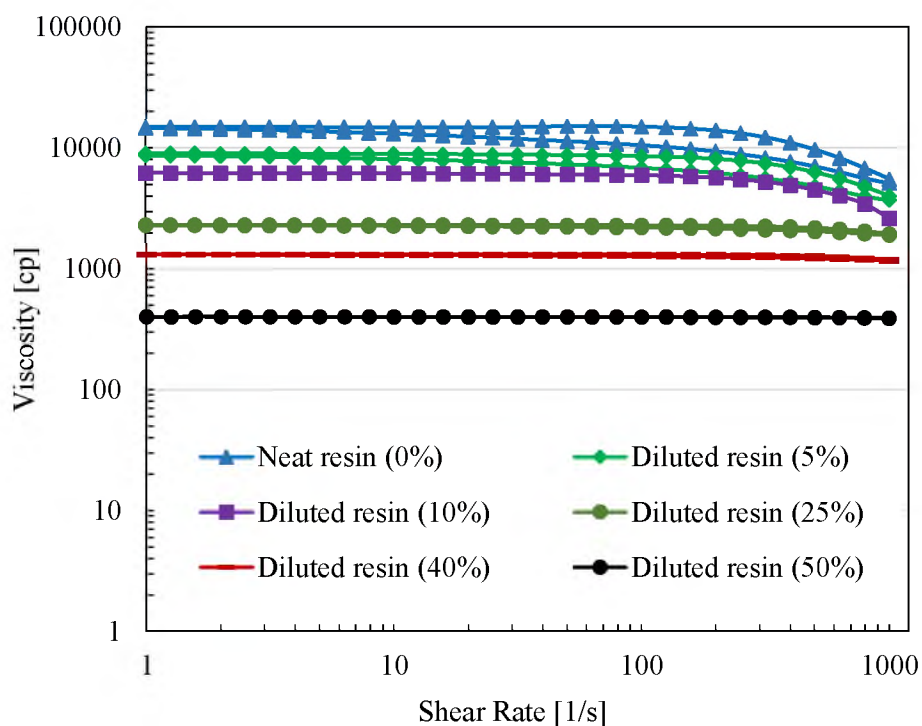 100000
10000
1000
100
10
1
Viscosity [cp]
Neat resin (0%)
Diluted resin (5%)
Diluted resin (10%)
Diluted resin (25%)
Diluted resin (40%)
Diluted resin (50%)
1 10 100 1000
Shear Rate [1/s]